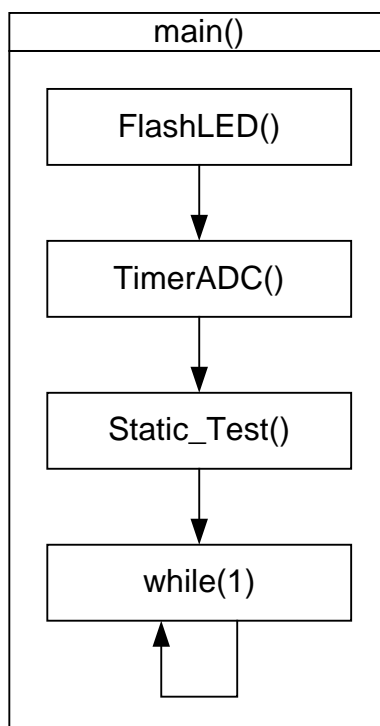 main()
FlashLED()
TimerADC()
Static_Test()
while(1)